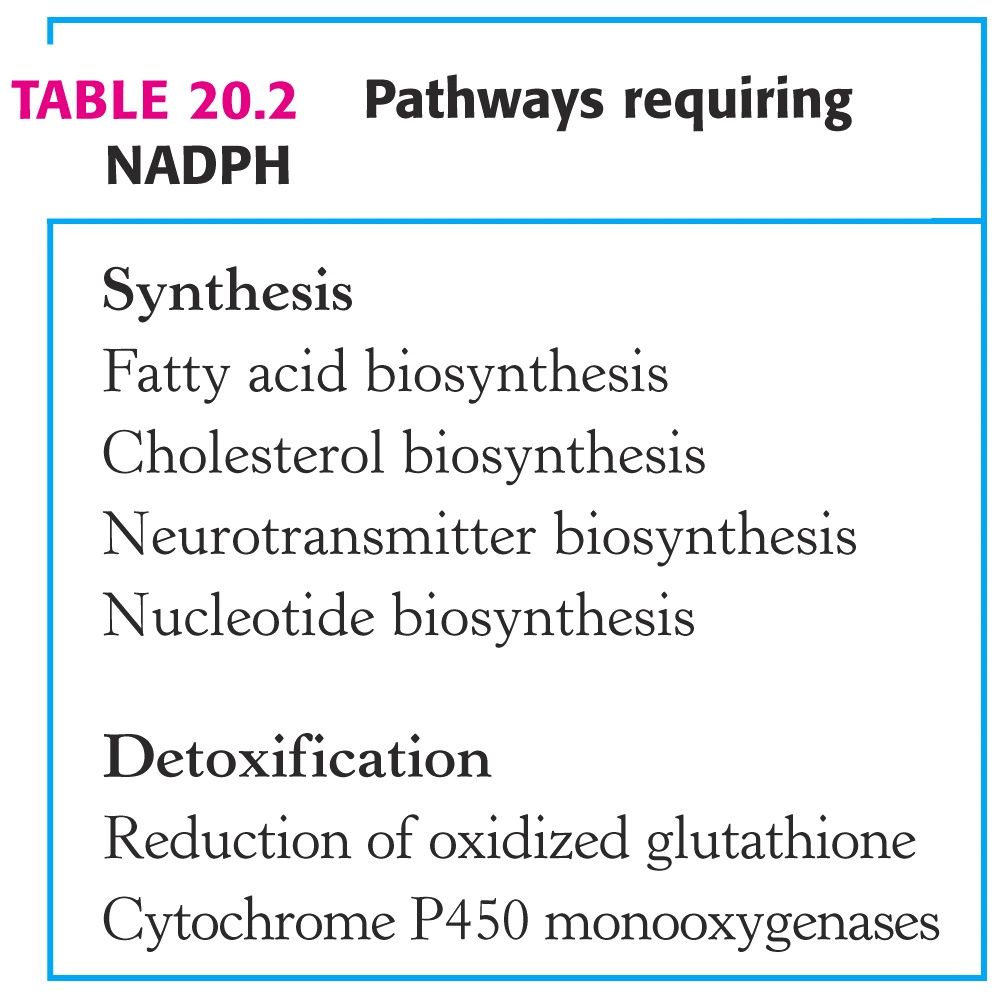 TABLE 20.2 Pathways requiring
NADPH
Synthesis
Fatty acid biosynthesis
Cholesterol biosynthesis
Neurotransmitter biosynthesis
Nucleotide biosynthesis
Detoxification
Reduction of oxidized glutathione
Cytochrome P450 monooxygenases